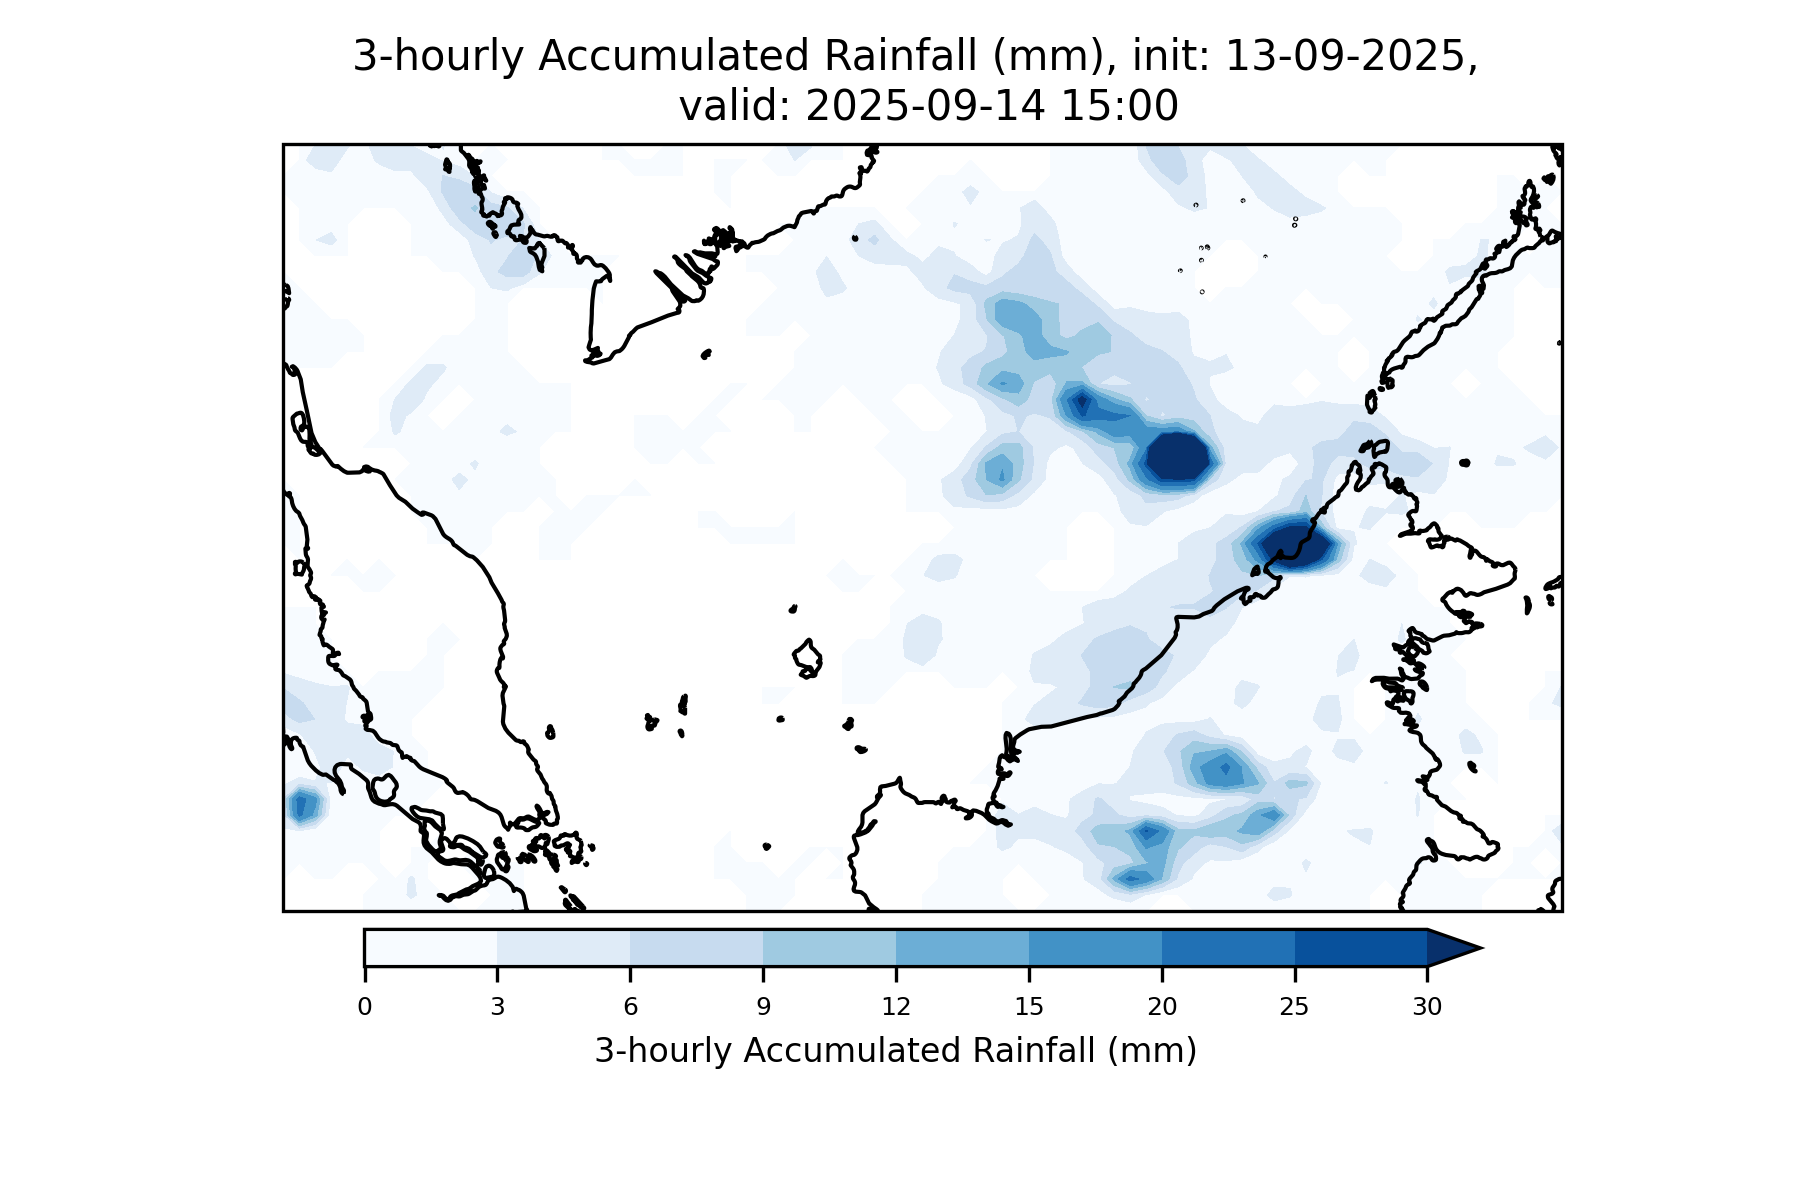 3-hourly Accumulated Rainfall (mm), init: 13-09-2025,
valid: 2025-09-14 15:00
0 3 6 9 12 15 20 25 30
3-hourly Accumulated Rainfall (mm)